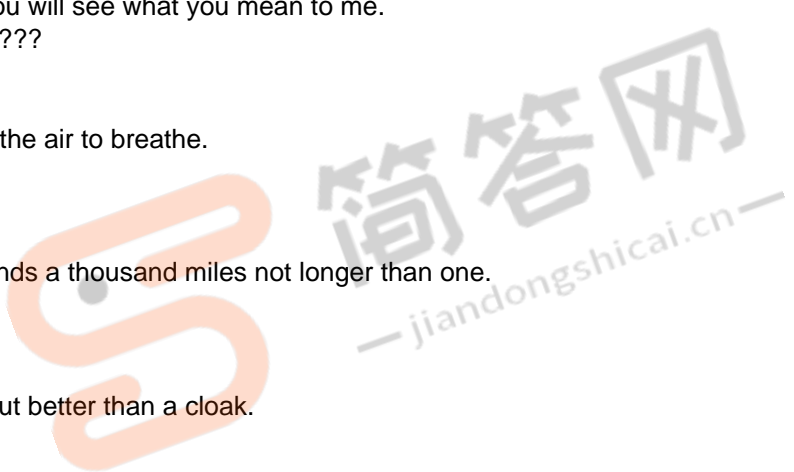 ou will see what you mean to me.
???
the air to breathe.
简答网
jiandongshicai.cn
nds a thousand miles not longer than one.
ut better than a cloak.